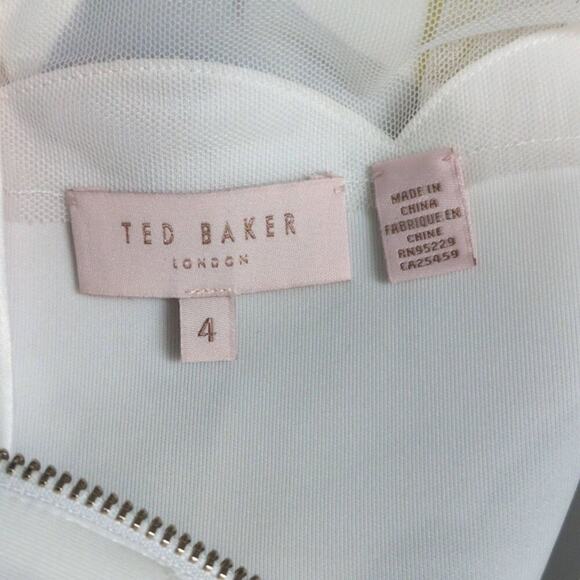 TED BAKER
LONDON
4
MADE IN
CHINA
FABRIQUE EN
CHINE
RN95229
CA25459